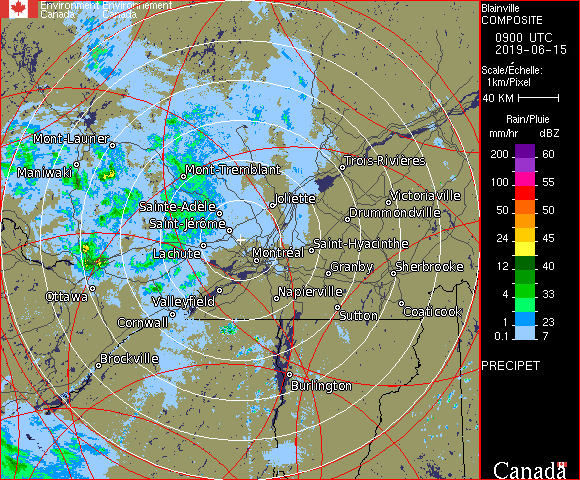 Environment Environnement
Canada Canada
Mont-Laurier
Maniwaki
Mont-Tremblant
Trois-Rivières
Joliette
Victoriaville
Sainte-Adèle
Drummondville
Saint-Jérôme
Saint-Hyacinthe
Lachute
Montréal
Granby
Sherbrooke
Ottawa
Valleyfield
Napierville
Cornwall
Sutton
Coaticook
Brockville
Burlington
Blainville
COMPOSITE
0900 UTC
2019-06-15
Scale/Échelle:
1km/Pixel
40 KM
Rain/Pluie
mm/hr dBZ
200 60
100 55
50 50
24 45
12 40
4 33
1 23
0.1 7
PRECIPET
Canada